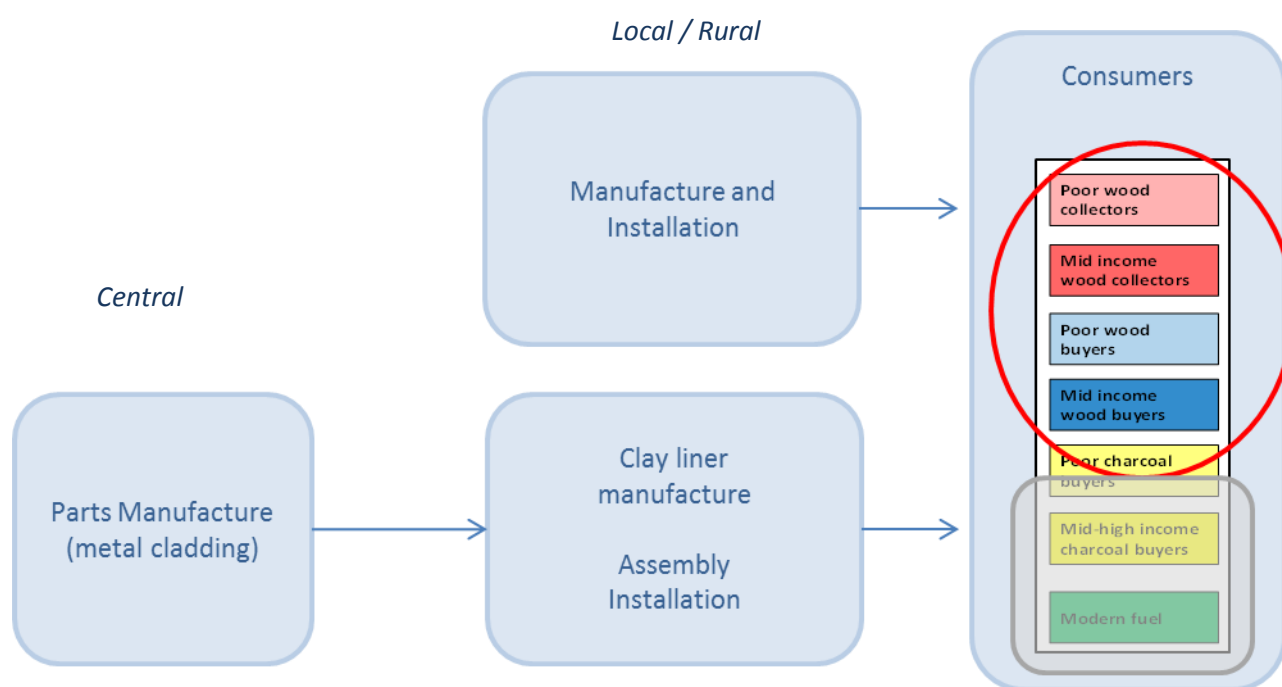 Local / Rural
Consumers
Manufacture and
Installation
Central
Parts Manufacture
(metal cladding)
Clay liner
manufacture
Assembly
Installation
Poor wood
collectors
Mid income
wood collectors
Poor wood
buyers
Mid income
wood buyers
Poor charcoal
buyers
Mid-high income
charcoal buyers
Modern fuel